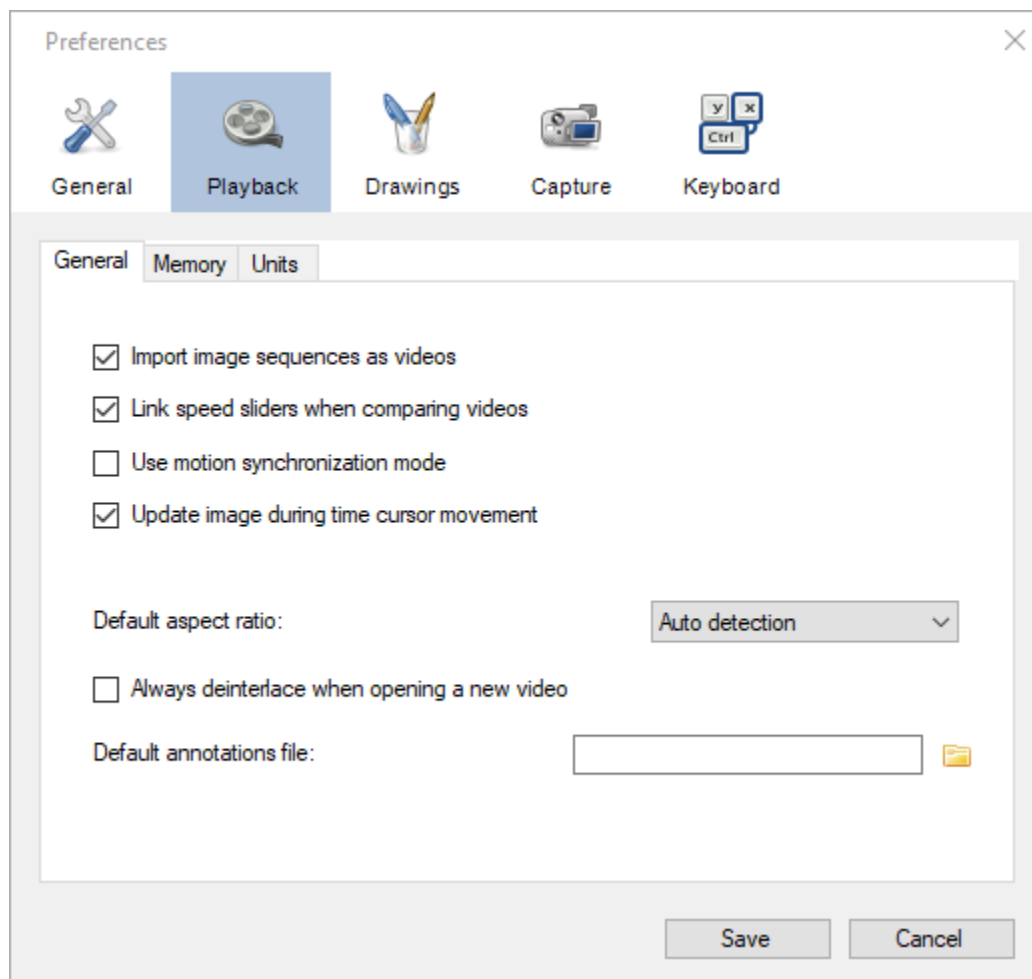 Preferences
y x
Ctrl
General Playback Drawings Capture Keyboard
General Memory Units
Import image sequences as videos
Link speed sliders when comparing videos
Use motion synchronization mode
Update image during time cursor movement
Default aspect ratio: Auto detection
Always deinterlace when opening a new video
Default annotations file:
Save Cancel